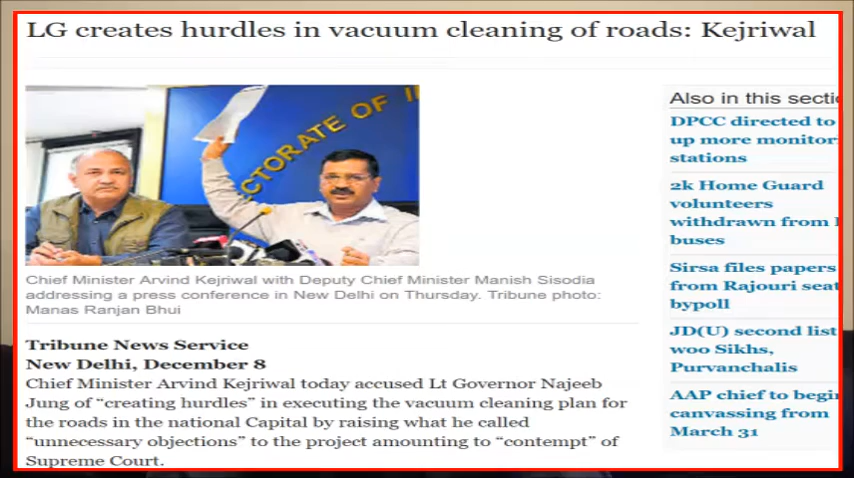 LG creates hurdles in vacuum cleaning of roads: Kejriwal
CTORATE OF I
Chief Minister Arvind Kejriwal with Deputy Chief Minister Manish Sisodia
addressing a press conference in New Delhi on Thursday. Tribune photo:
Manas Ranjan Bhui
Tribune News Service
New Delhi, December 8
Chief Minister Arvind Kejriwal today accused Lt Governor Najeeb
Jung of “creating hurdles” in executing the vacuum cleaning plan for
the roads in the national Capital by raising what he called
“unnecessary objections” to the project amounting to “contempt” of
Supreme Court.
Also in this secti
DPCC directed to
up more monitor
stations
2k Home Guard
volunteers
withdrawn from
buses
Sirsa files papers
from Rajouri seat
bypoll
JD(U) second list
woo Sikhs,
Purvanchalis
AAP chief to begin
canvassing from
March 31